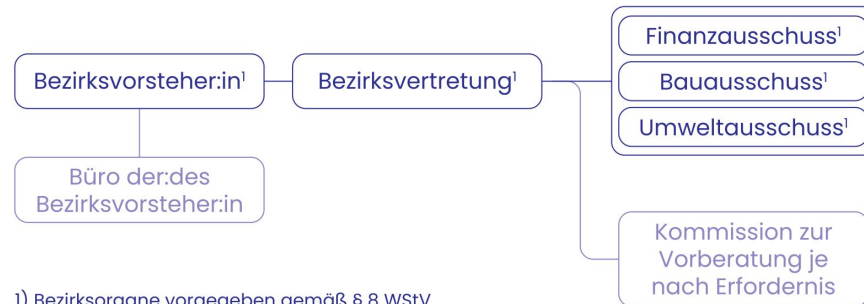 Bezirksvorsteher:in¹
Bezirksvertretung¹
Finanzausschuss¹
Bauausschuss¹
Umweltausschuss¹
Büro der:des
Bezirksvorsteher:in
Kommission zur
Vorberatung je
nach Erfordernis
1) Bezirksorgane vorgegeben gemäß § 8 WStV